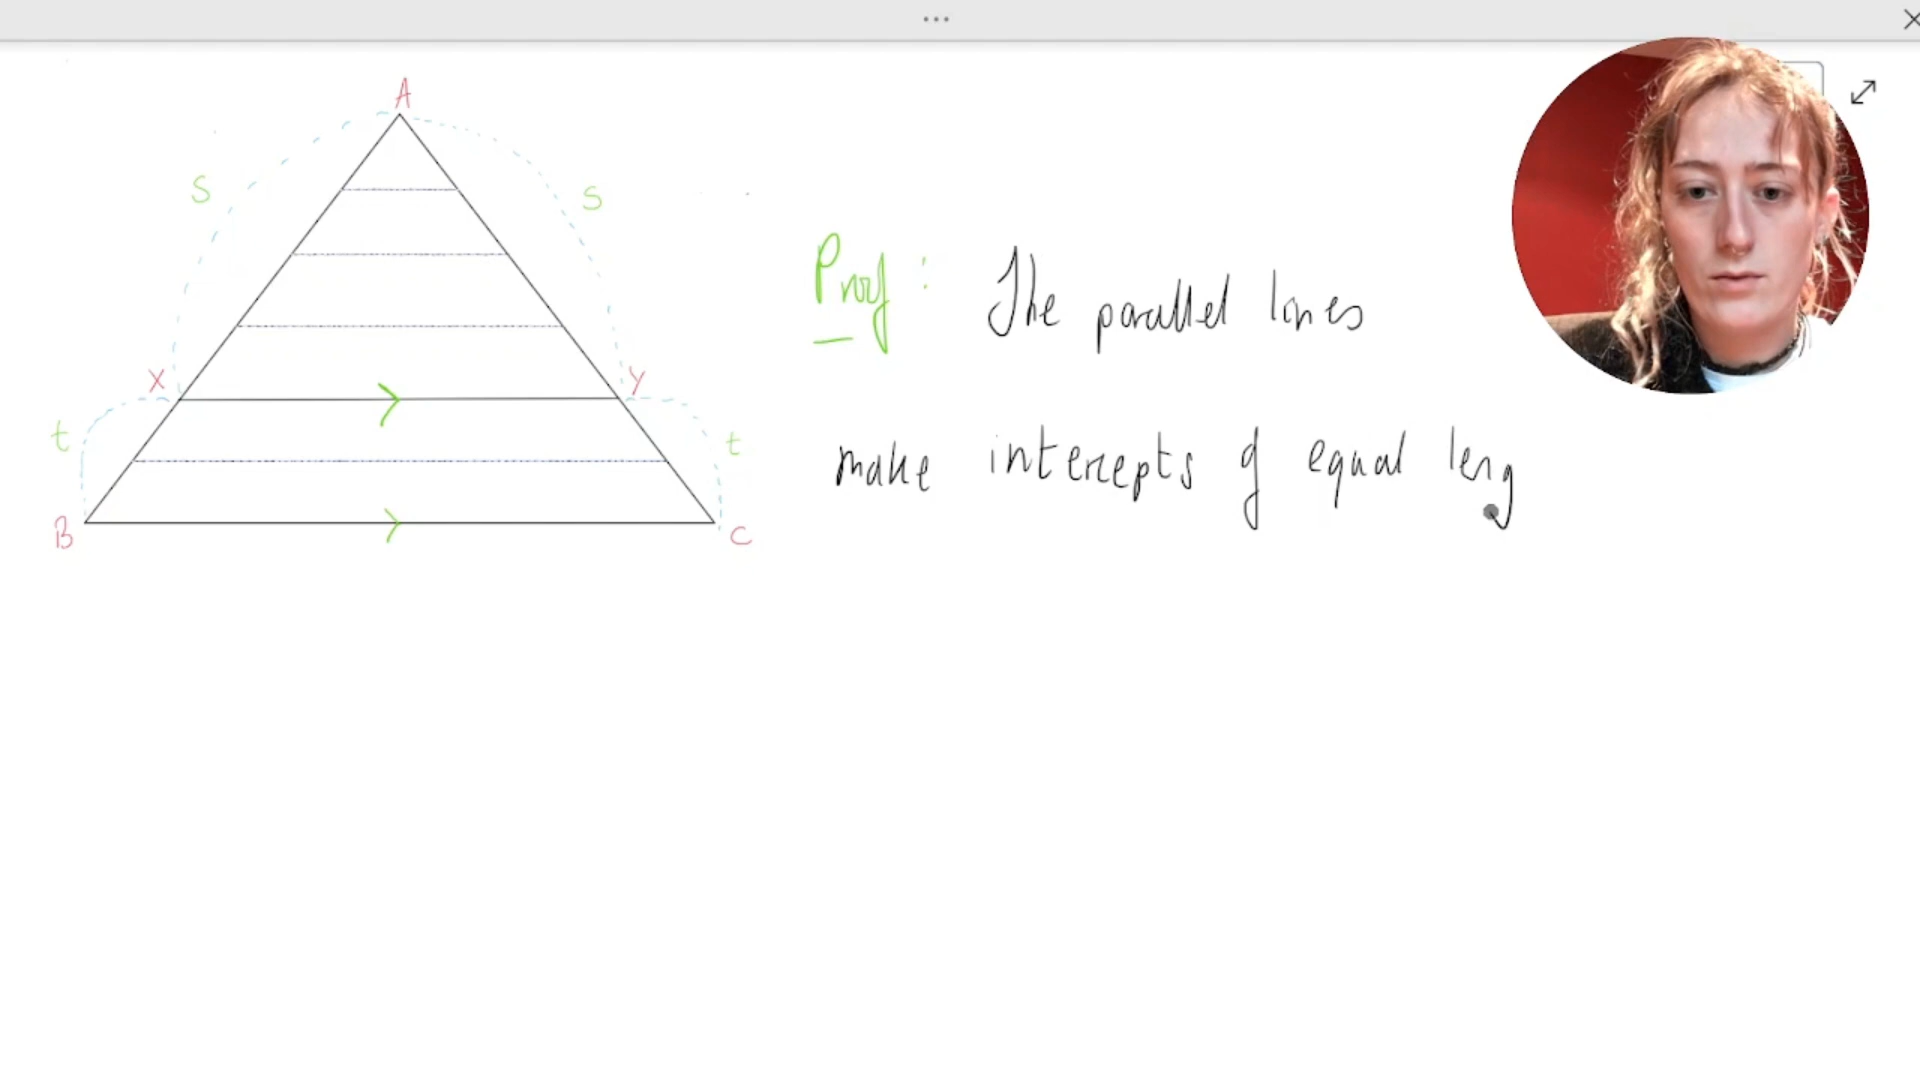 A
S
S
Proof: The parallel lines
X
Y
t
t
make intercepts of equal leng
B
C